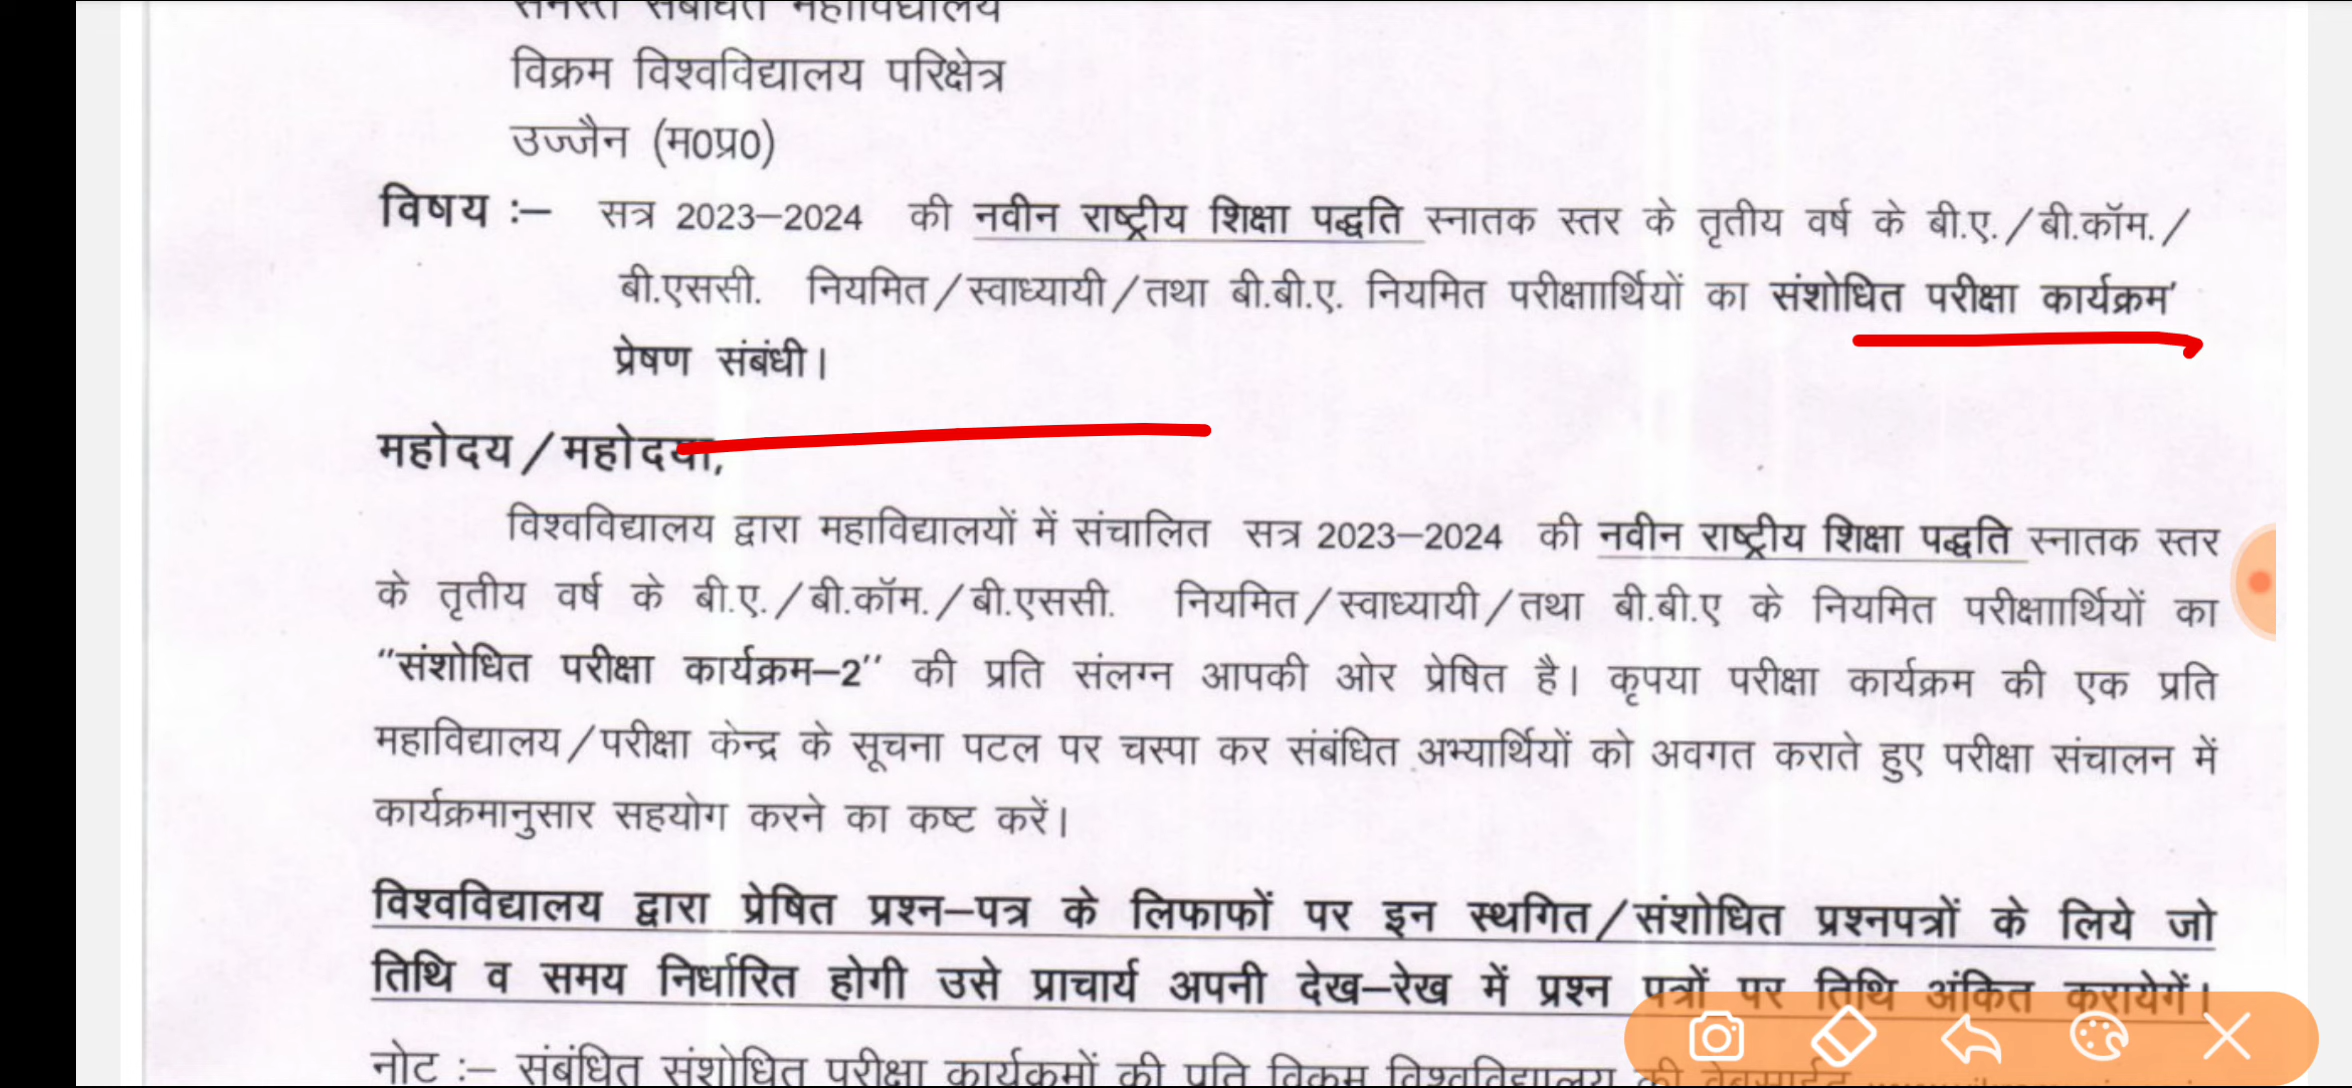 समस्त संबंधित महाविद्यालय
विक्रम विश्वविद्यालय परिक्षेत्र
उज्जैन (म0प्र0)
विषय :– सत्र 2023–2024 की नवीन राष्ट्रीय शिक्षा पद्धति स्नातक स्तर के तृतीय वर्ष के बी.ए./बी.कॉम./
बी.एससी. नियमित/स्वाध्यायी/तथा बी.बी.ए. नियमित परीक्षाार्थियों का संशोधित परीक्षा कार्यक्रम'
प्रेषण संबंधी।
महोदय/महोदया,
विश्वविद्यालय द्वारा महाविद्यालयों में संचालित सत्र 2023–2024 की नवीन राष्ट्रीय शिक्षा पद्धति स्नातक स्तर
के तृतीय वर्ष के बी.ए./बी.कॉम./बी.एससी. नियमित/स्वाध्यायी/तथा बी.बी.ए के नियमित परीक्षाार्थियों का
"संशोधित परीक्षा कार्यक्रम–2" की प्रति संलग्न आपकी ओर प्रेषित है। कृपया परीक्षा कार्यक्रम की एक प्रति
महाविद्यालय/परीक्षा केन्द्र के सूचना पटल पर चस्पा कर संबंधित अभ्यार्थियों को अवगत कराते हुए परीक्षा संचालन में
कार्यक्रमानुसार सहयोग करने का कष्ट करें।
विश्वविद्यालय द्वारा प्रेषित प्रश्न–पत्र के लिफाफों पर इन स्थगित/संशोधित प्रश्नपत्रों के लिये जो
तिथि व समय निर्धारित होगी उसे प्राचार्य अपनी देख–रेख में प्रश्न पत्रों पर तिथि अंकित करायेगें।
नोट :– संबंधित संशोधित परीक्षा कार्यक्रमों की प्रति विक्रम विश्वविद्यालय की वेबसाईट